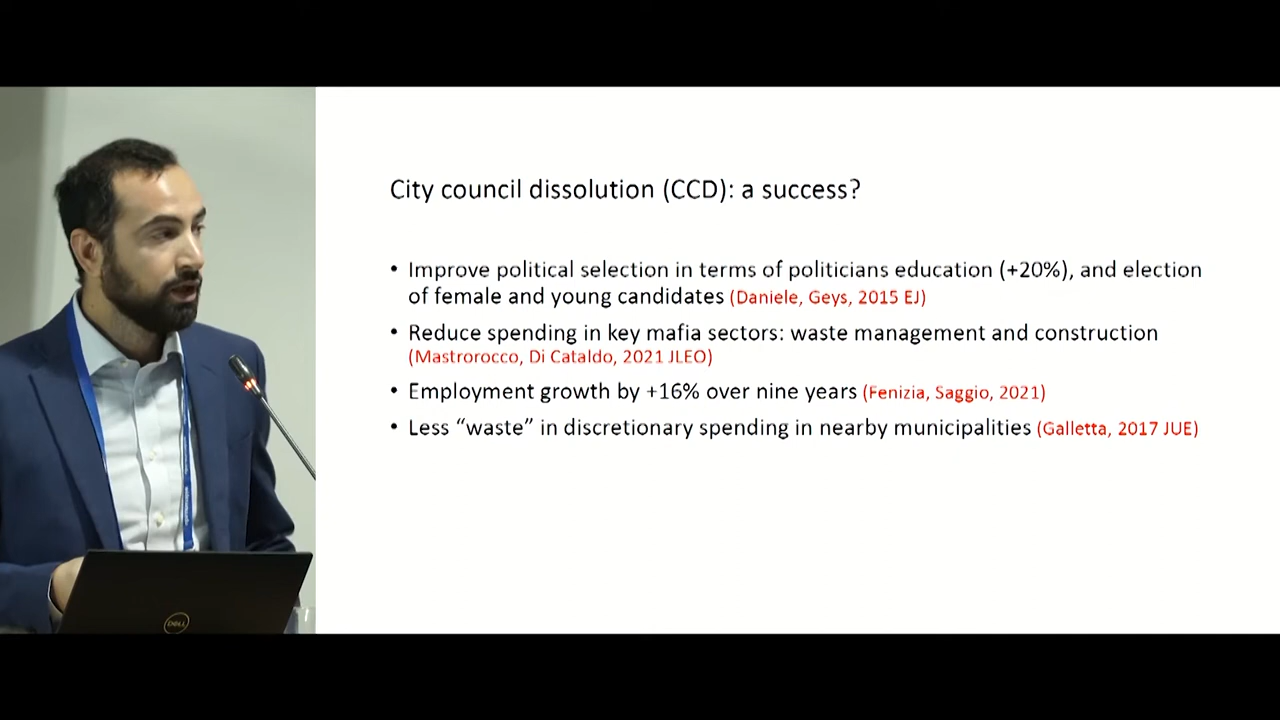 City council dissolution (CCD): a success?
• Improve political selection in terms of politicians education (+20%), and election
of female and young candidates (Daniele, Geys, 2015 EJ)
• Reduce spending in key mafia sectors: waste management and construction
(Mastrorocco, Di Cataldo, 2021 JLEO)
• Employment growth by +16% over nine years (Fenizia, Saggio, 2021)
• Less “waste” in discretionary spending in nearby municipalities (Galletta, 2017 JUE)
DELL